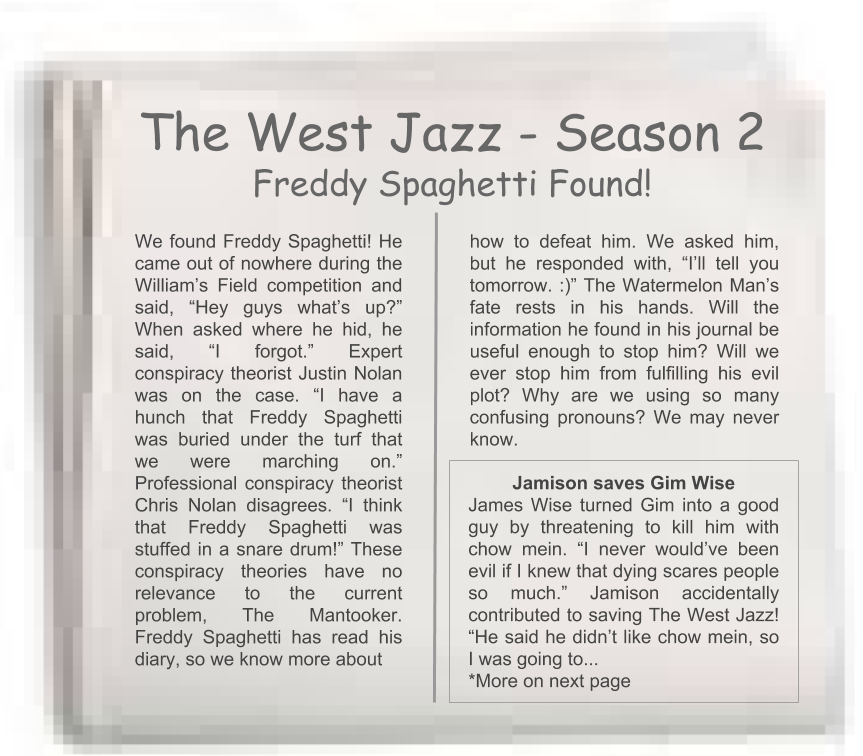 The West Jazz - Season 2
Freddy Spaghetti Found!
We found Freddy Spaghetti! He
came out of nowhere during the
William’s Field competition and
said, “Hey guys what’s up?”
When asked where he hid, he
said, “I forgot.” Expert
conspiracy theorist Justin Nolan
was on the case. “I have a
hunch that Freddy Spaghetti
was buried under the turf that
we were marching on.”
Professional conspiracy theorist
Chris Nolan disagrees. “I think
that Freddy Spaghetti was
stuffed in a snare drum!” These
conspiracy theories have no
relevance to the current
problem, The Mantooker.
Freddy Spaghetti has read his
diary, so we know more about
how to defeat him. We asked him,
but he responded with, “I’ll tell you
tomorrow. :)” The Watermelon Man’s
fate rests in his hands. Will the
information he found in his journal be
useful enough to stop him? Will we
ever stop him from fulfilling his evil
plot? Why are we using so many
confusing pronouns? We may never
know.
Jamison saves Gim Wise
James Wise turned Gim into a good
guy by threatening to kill him with
chow mein. “I never would’ve been
evil if I knew that dying scares people
so much.” Jamison accidentally
contributed to saving The West Jazz!
“He said he didn’t like chow mein, so
I was going to...
*More on next page